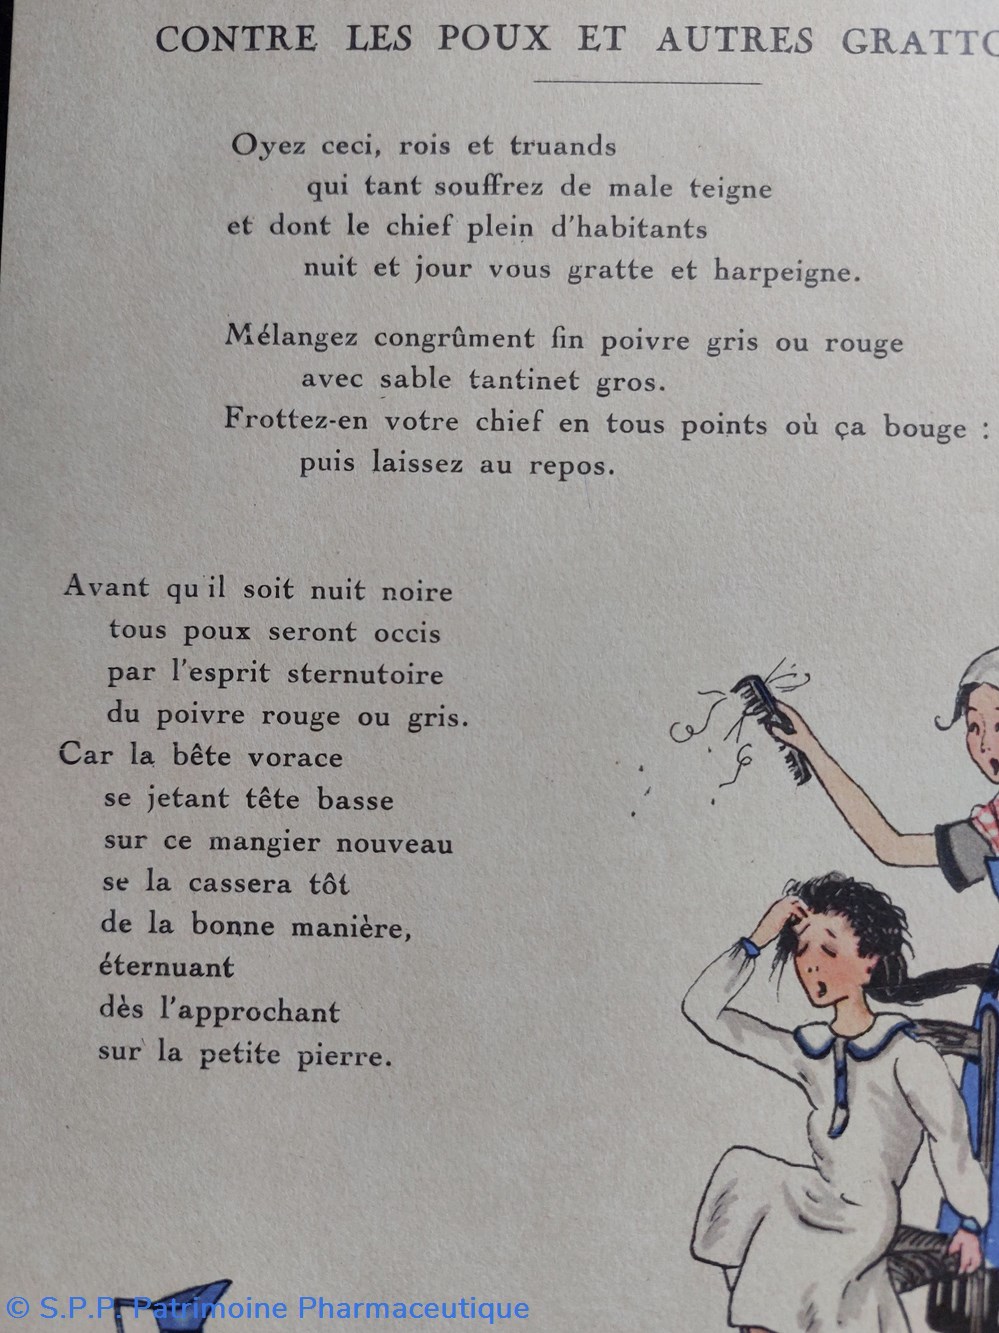 CONTRE LES POUX ET AUTRES
Oyez ceci, rois et truands
qui tant souffrez de male teigne
et dont le chief plein d'habitants
nuit et jour vous gratte et harpeigne.
Mélangez congrûment fin poivre gris ou rouge
avec sable tantinet gros.
Frottez-en votre chief en tous points où ça bouge :
puis laissez au repos.
Avant qu'il soit nuit noire
tous poux seront occis
par l'esprit sternutoire
du poivre rouge ou gris.
Car la bête vorace
se jetant tête basse
sur ce mangier nouveau
se la cassera tôt
de la bonne manière,
éternuant
dès l'approchant
sur la petite pierre.
© S.P.P. Patrimoine Pharmaceutique